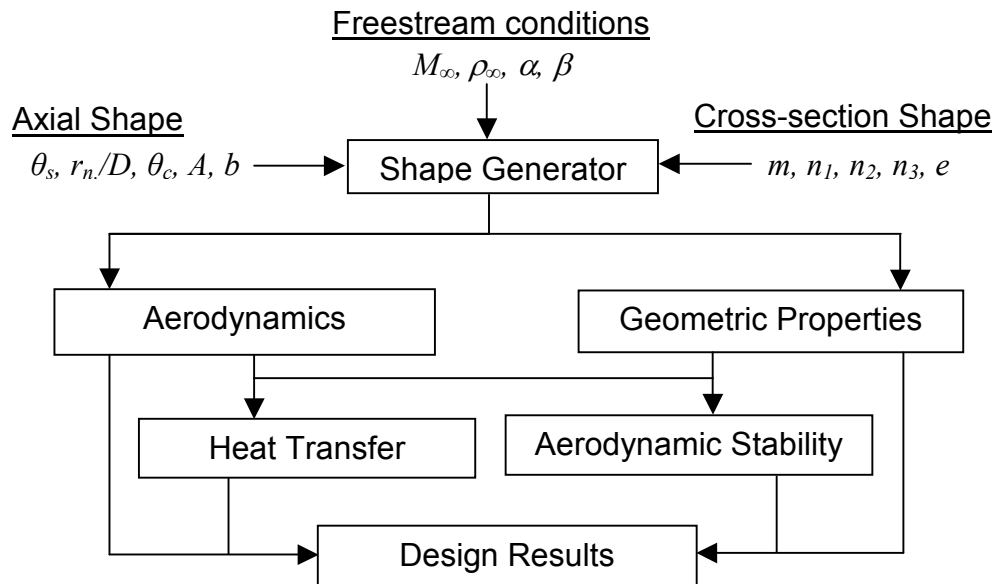 Freestream conditions
M∞, ρ∞, α, β
Axial Shape
θs, rn./D, θc, A, b
Cross-section Shape
m, n1, n2, n3, e
Shape Generator
Aerodynamics
Geometric Properties
Heat Transfer
Aerodynamic Stability
Design Results